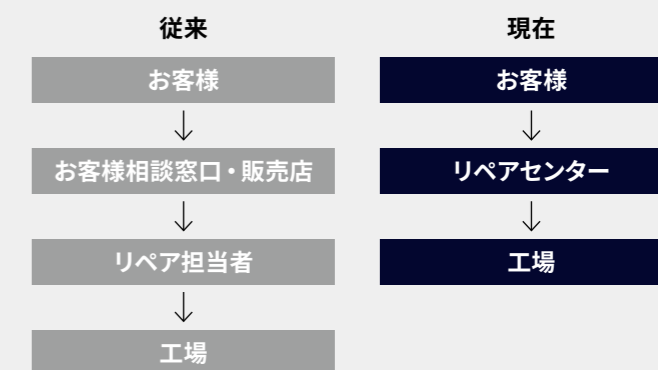 従来
お客様
お客様相談窓口・販売店
リペア担当者
工場
現在
お客様
リペアセンター
工場